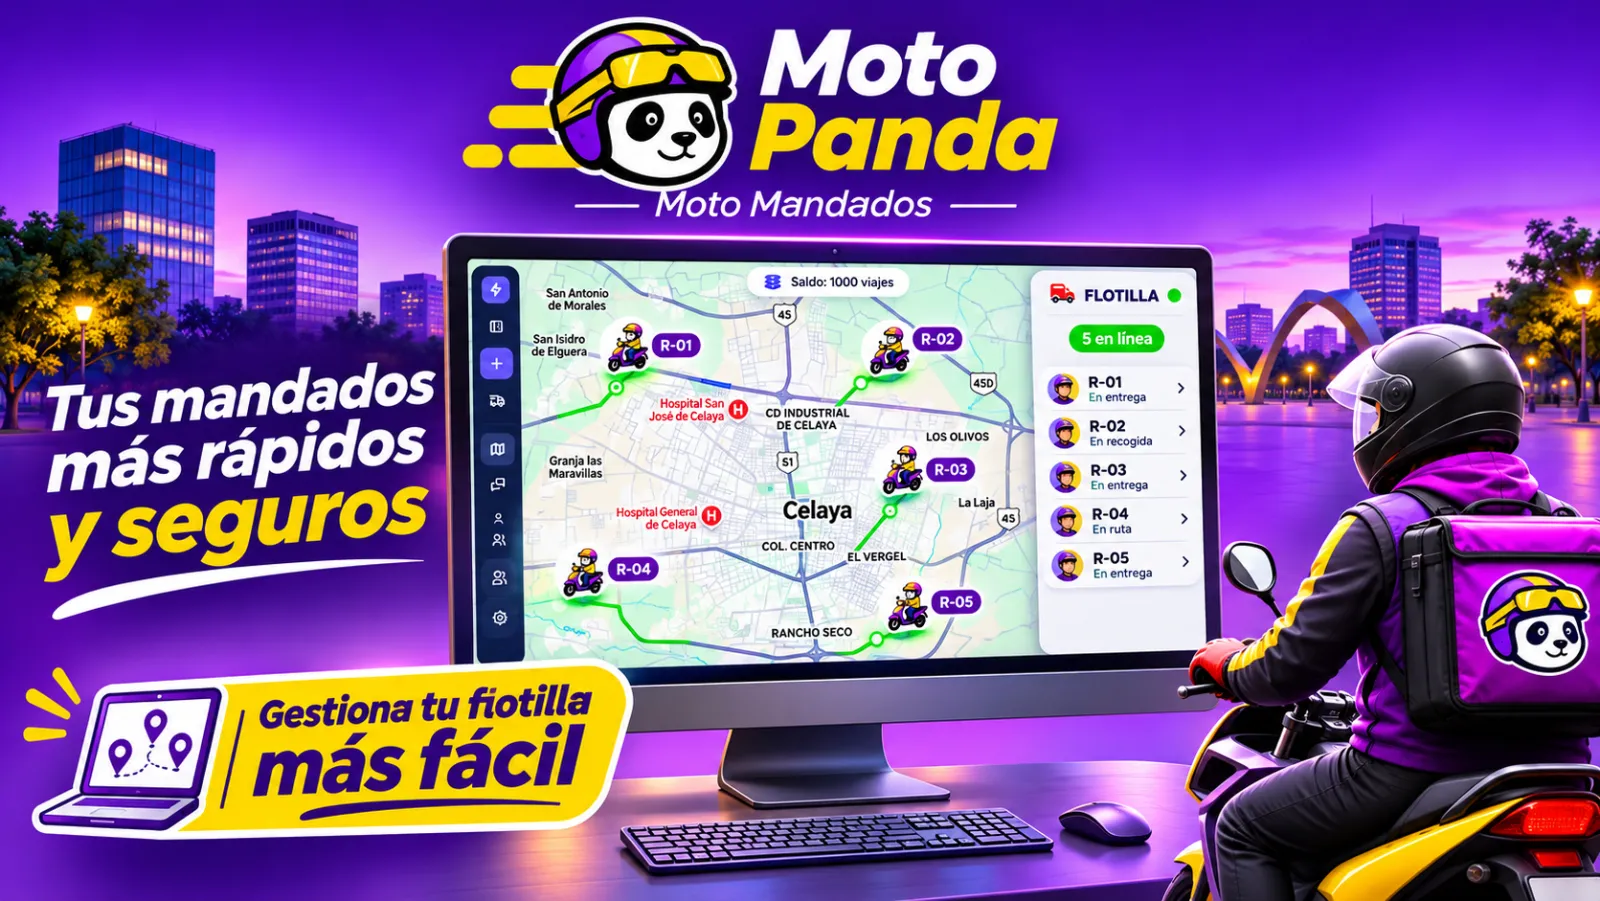 Moto
Panda
Moto Mandados
Tus mandados
más rápidos
y seguros
Gestiona tu flotilla
más fácil
Saldo: 1000 viajes
San Antonio
de Morales
San Isidro
de Elguera
R-01
R-02
45
45D
Hospital San
José de Celaya
H
CD INDUSTRIAL
DE CELAYA
LOS OLIVOS
51
Granja las
Maravillas
R-03
La Laja
45
Hospital General
de Celaya
H
Celaya
COL. CENTRO
EL VERGEL
R-04
R-05
RANCHO SECO
FLOTILLA
5 en línea
R-01
En entrega
R-02
En recogida
R-03
En entrega
R-04
En ruta
R-05
En entrega